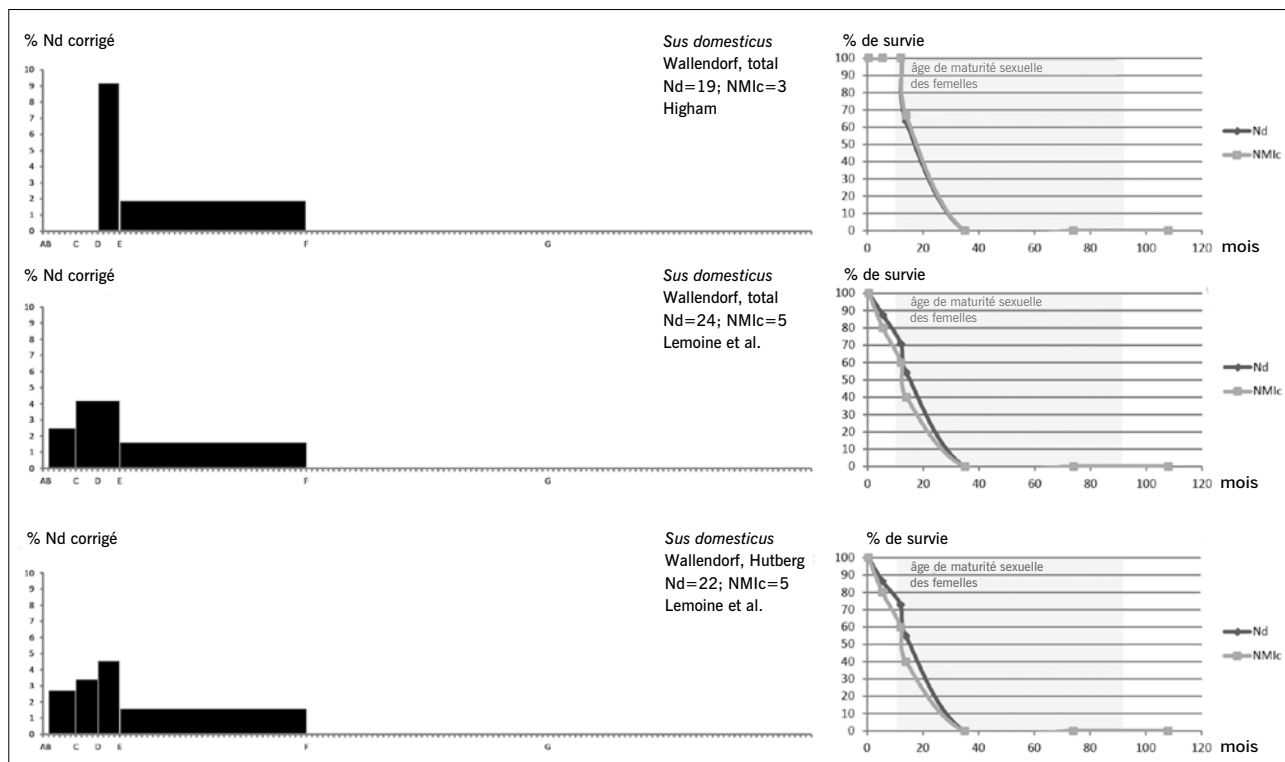 % Nd corrigé
10
9
8
7
6
5
4
3
2
1
0
AB C D E F G
Sus domesticus
Wallendorf, total
Nd=19; NMIc=3
Higham
% de survie
100
90
80
70
60
50
40
30
20
10
0
âge de maturité sexuelle
des femelles
0 20 40 60 80 100 120 mois
Nd
NMIc
% Nd corrigé
10
9
8
7
6
5
4
3
2
1
0
AB C D E F G
Sus domesticus
Wallendorf, total
Nd=24; NMIc=5
Lemoine et al.
% de survie
100
90
80
70
60
50
40
30
20
10
0
âge de maturité sexuelle
des femelles
0 20 40 60 80 100 120 mois
Nd
NMIc
% Nd corrigé
10
9
8
7
6
5
4
3
2
1
0
AB C D E F G
Sus domesticus
Wallendorf, Hutberg
Nd=22; NMIc=5
Lemoine et al.
% de survie
100
90
80
70
60
50
40
30
20
10
0
âge de maturité sexuelle
des femelles
0 20 40 60 80 100 120 mois
Nd
NMIc